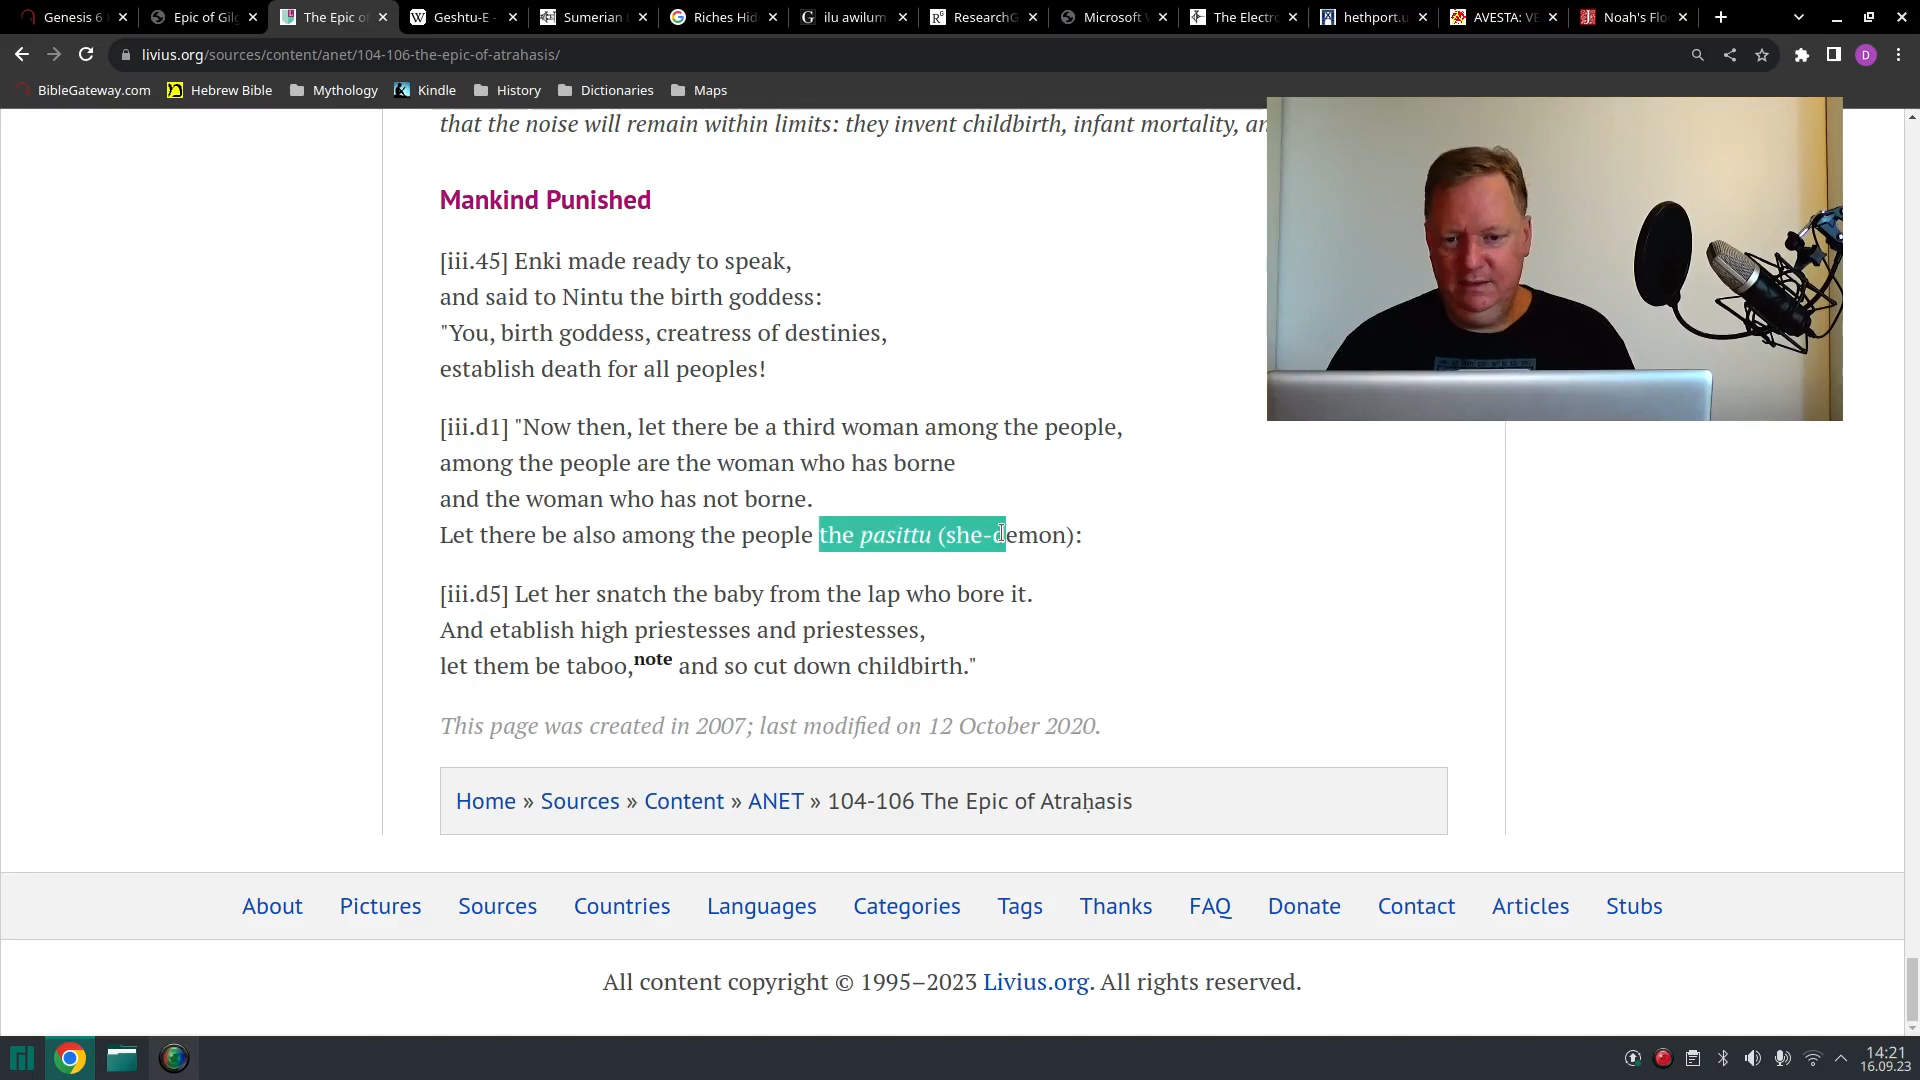 Genesis 6
Epic of Gilg
The Epic of
Geshtu-E -
Sumerian
Riches Hid
ilu awilum
ResearchG
Microsoft
The Electro
hethport.u
AVESTA: VE
Noah's Flo
livius.org/sources/content/anet/104-106-the-epic-of-atrahasis/
D
BibleGateway.com
Hebrew Bible
Mythology
Kindle
History
Dictionaries
Maps
that the noise will remain within limits: they invent childbirth, infant mortality, an
Mankind Punished
[iii.45] Enki made ready to speak,
and said to Nintu the birth goddess:
"You, birth goddess, creatress of destinies,
establish death for all peoples!
[iii.d1] "Now then, let there be a third woman among the people,
among the people are the woman who has borne
and the woman who has not borne.
Let there be also among the people the pasittu (she-demon):
[iii.d5] Let her snatch the baby from the lap who bore it.
And etablish high priestesses and priestesses,
let them be taboo,note and so cut down childbirth."
This page was created in 2007; last modified on 12 October 2020.
Home » Sources » Content » ANET » 104-106 The Epic of Atraḥasis
About Pictures Sources Countries Languages Categories Tags Thanks FAQ Donate Contact Articles Stubs
All content copyright © 1995–2023 Livius.org. All rights reserved.
14:21
16.09.23